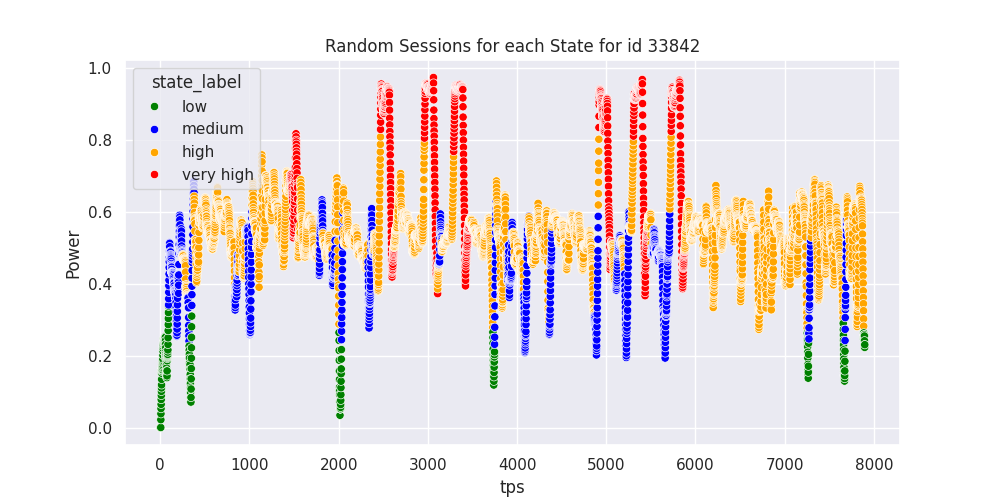 Random Sessions for each State for id 33842
1.0
0.8
0.6
0.4
0.2
0.0
Power
state_label
low
medium
high
very high
0 1000 2000 3000 4000 5000 6000 7000 8000
tps